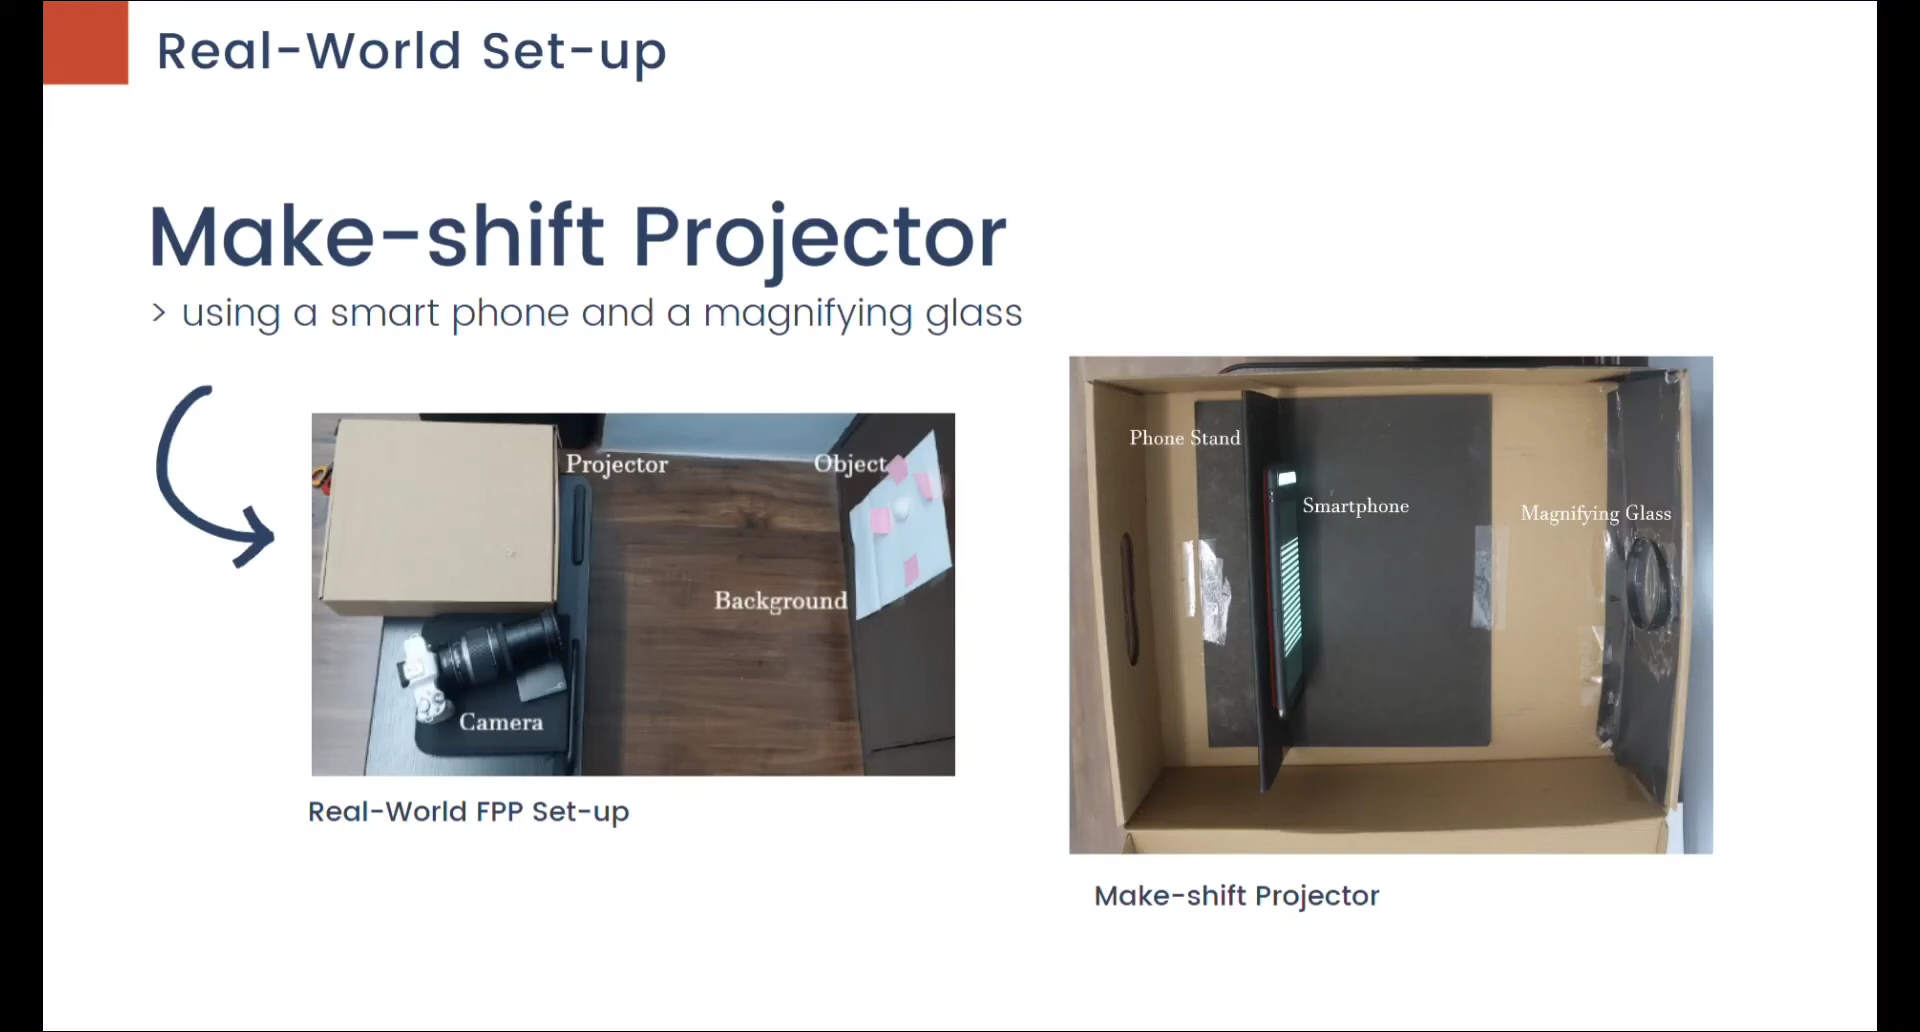 Real-World Set-up
Make-shift Projector
> using a smart phone and a magnifying glass
Projector
Object
Background
Camera
Real-World FPP Set-up
Phone Stand
Smartphone
Magnifying Glass
Make-shift Projector